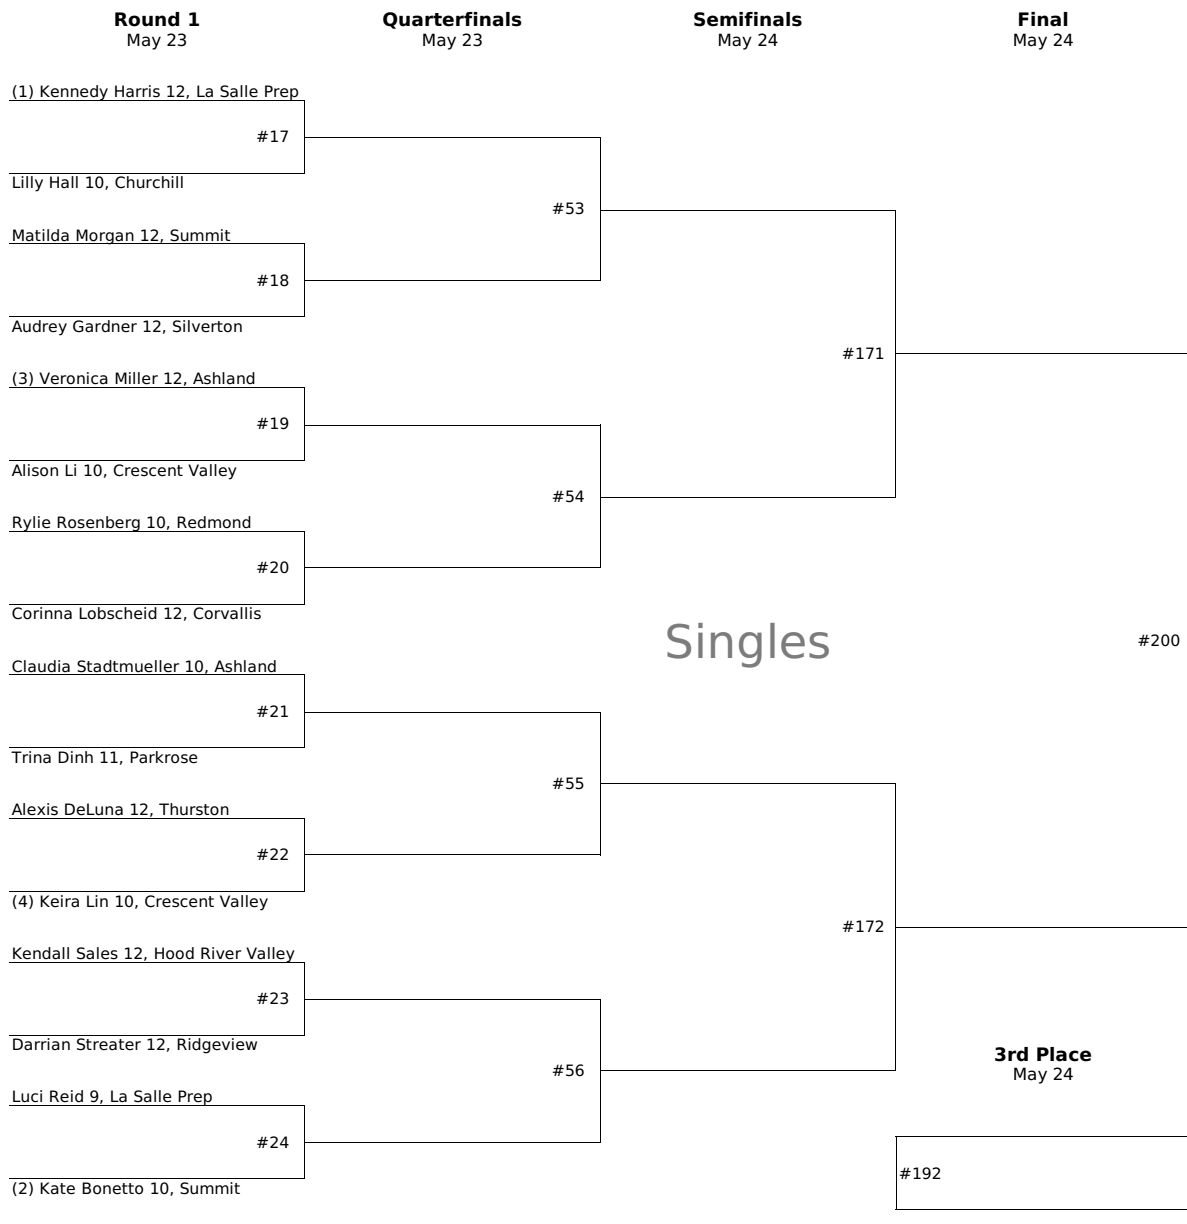 Round 1
May 23
Quarterfinals
May 23
Semifinals
May 24
Final
May 24
(1) Kennedy Harris 12, La Salle Prep
#17
Lilly Hall 10, Churchill
#53
Matilda Morgan 12, Summit
#18
Audrey Gardner 12, Silverton
#171
(3) Veronica Miller 12, Ashland
#19
Alison Li 10, Crescent Valley
#54
Rylie Rosenberg 10, Redmond
#20
Corinna Lobscheid 12, Corvallis
Singles
#200
Claudia Stadtmueller 10, Ashland
#21
Trina Dinh 11, Parkrose
#55
Alexis DeLuna 12, Thurston
#22
(4) Keira Lin 10, Crescent Valley
#172
Kendall Sales 12, Hood River Valley
#23
Darrian Streater 12, Ridgeview
#56
3rd Place
May 24
Luci Reid 9, La Salle Prep
#24
(2) Kate Bonetto 10, Summit
#192